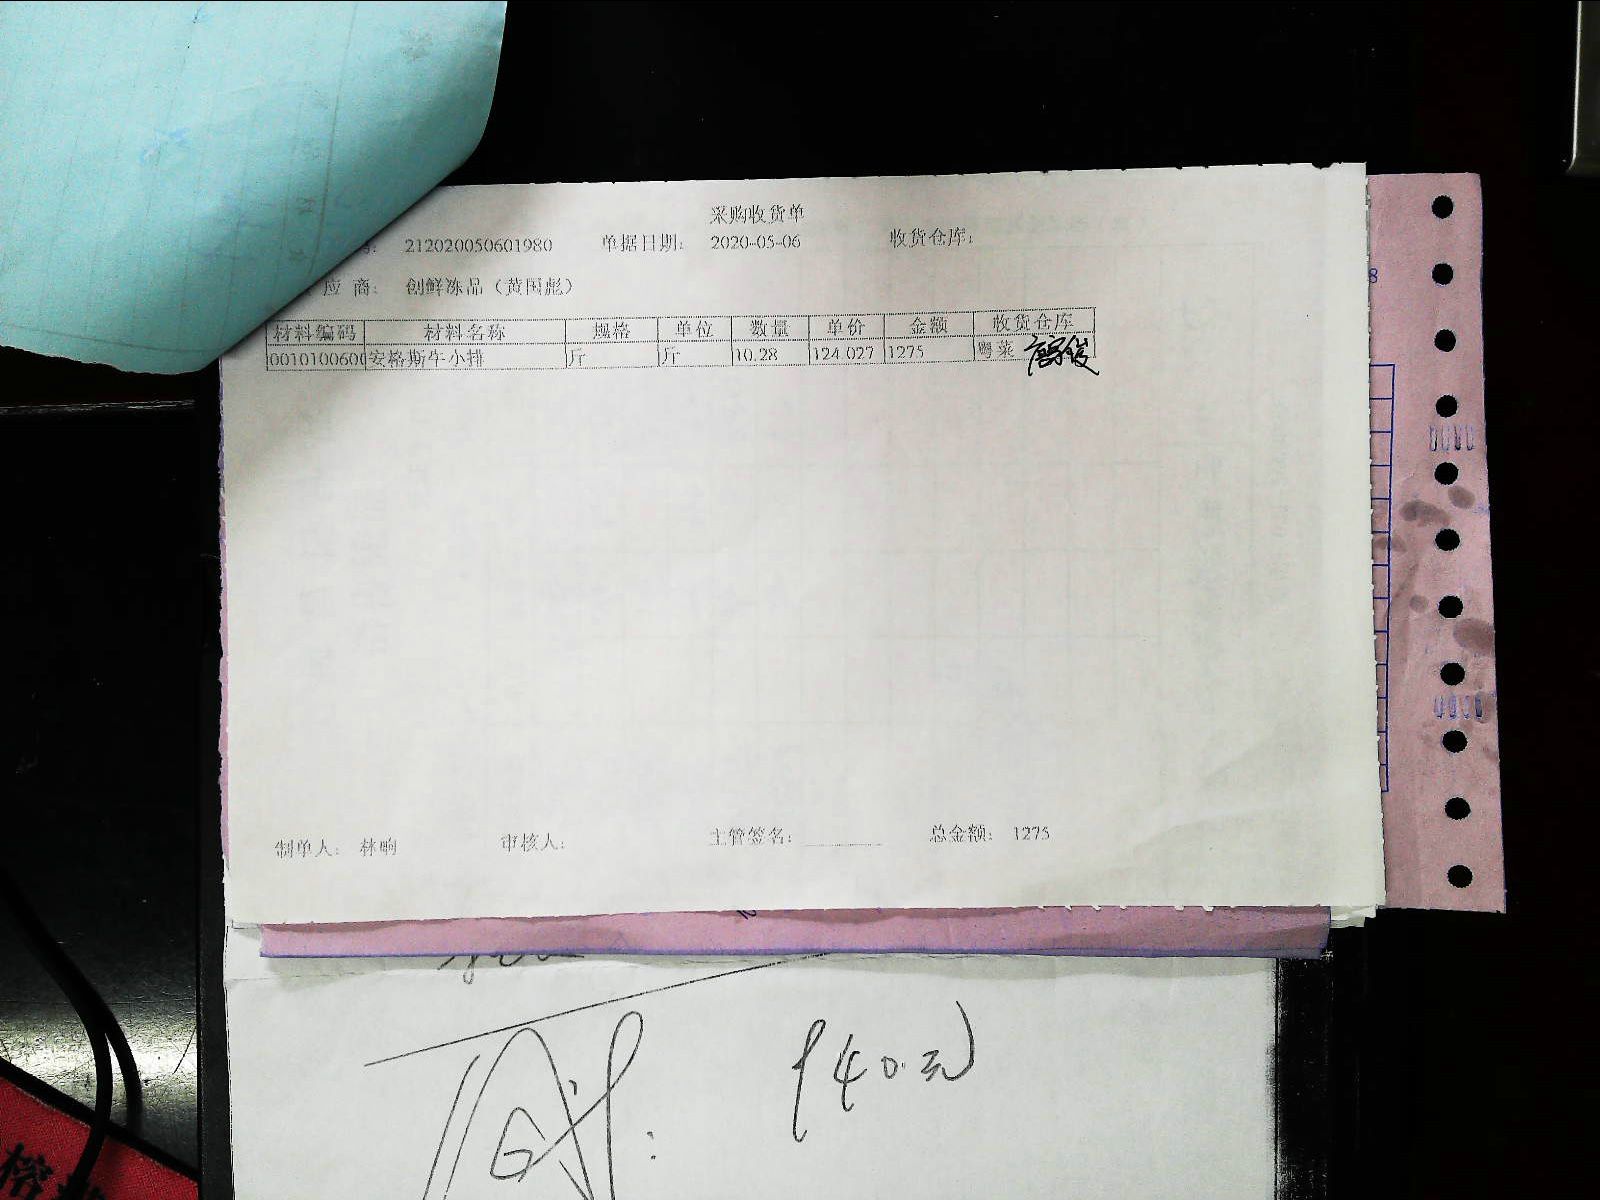 采购收货单
212020050601980 单据日期： 2020-05-06 收货仓库：
应 商： 创鲜冻品（黄国彪）
材料编码 材料名称 规格 单位 数量 单价 金额 收货仓库
安格斯牛小排 斤 斤 10.28 124.027 1275 粤菜
制单人： 林晌 审核人： 主管签名： 总金额： 1275
140.元
榕